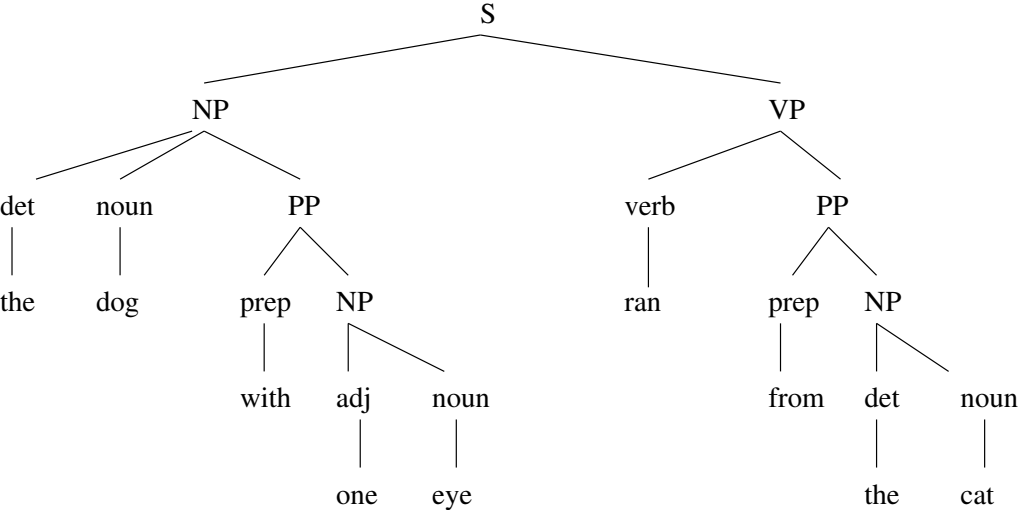 S
NP VP
det noun PP verb PP
the dog prep NP ran prep NP
with adj noun from det noun
one eye the cat